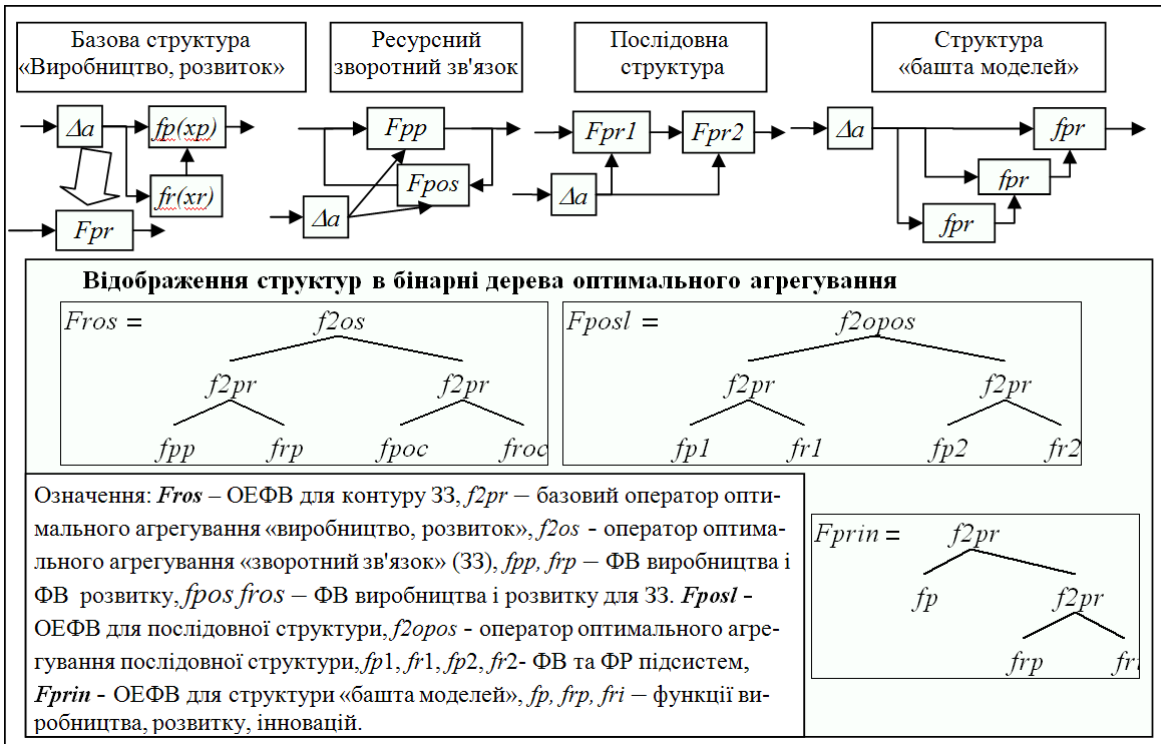 Базова структура
«Виробництво, розвиток»
Ресурсний
зворотний зв'язок
Послідовна
структура
Структура
«башта моделей»
Δa
fp(xp)
fr(xr)
Fpr
Fpp
Fpos
Δa
Fpr1
Fpr2
Δa
Δa
fpr
fpr
fpr
Відображення структур в бінарні дерева оптимального агрегування
Fros =
f2os
f2pr
f2pr
fpp
frp
fpoc
froc
Fposl =
f2opos
f2pr
f2pr
fp1
fr1
fp2
fr2
Означення: Fros – ОЕФВ для контуру ЗЗ, f2pr – базовий оператор опти-
мального агрегування «виробництво, розвиток», f2os - оператор оптима-
льного агрегування «зворотний зв'язок» (ЗЗ), fpp, frp – ФВ виробництва і
ФВ розвитку, fpos fros – ФВ виробництва і розвитку для ЗЗ. Fposl -
ОЕФВ для послідовної структури, f2opos - оператор оптимального агре-
гування послідовної структури, fp1, fr1, fp2, fr2- ФВ та ФР підсистем,
Fprin - ОЕФВ для структури «башта моделей», fp, frp, fri – функції ви-
робництва, розвитку, інновацій.
Fprin =
f2pr
fp
f2pr
frp
fri